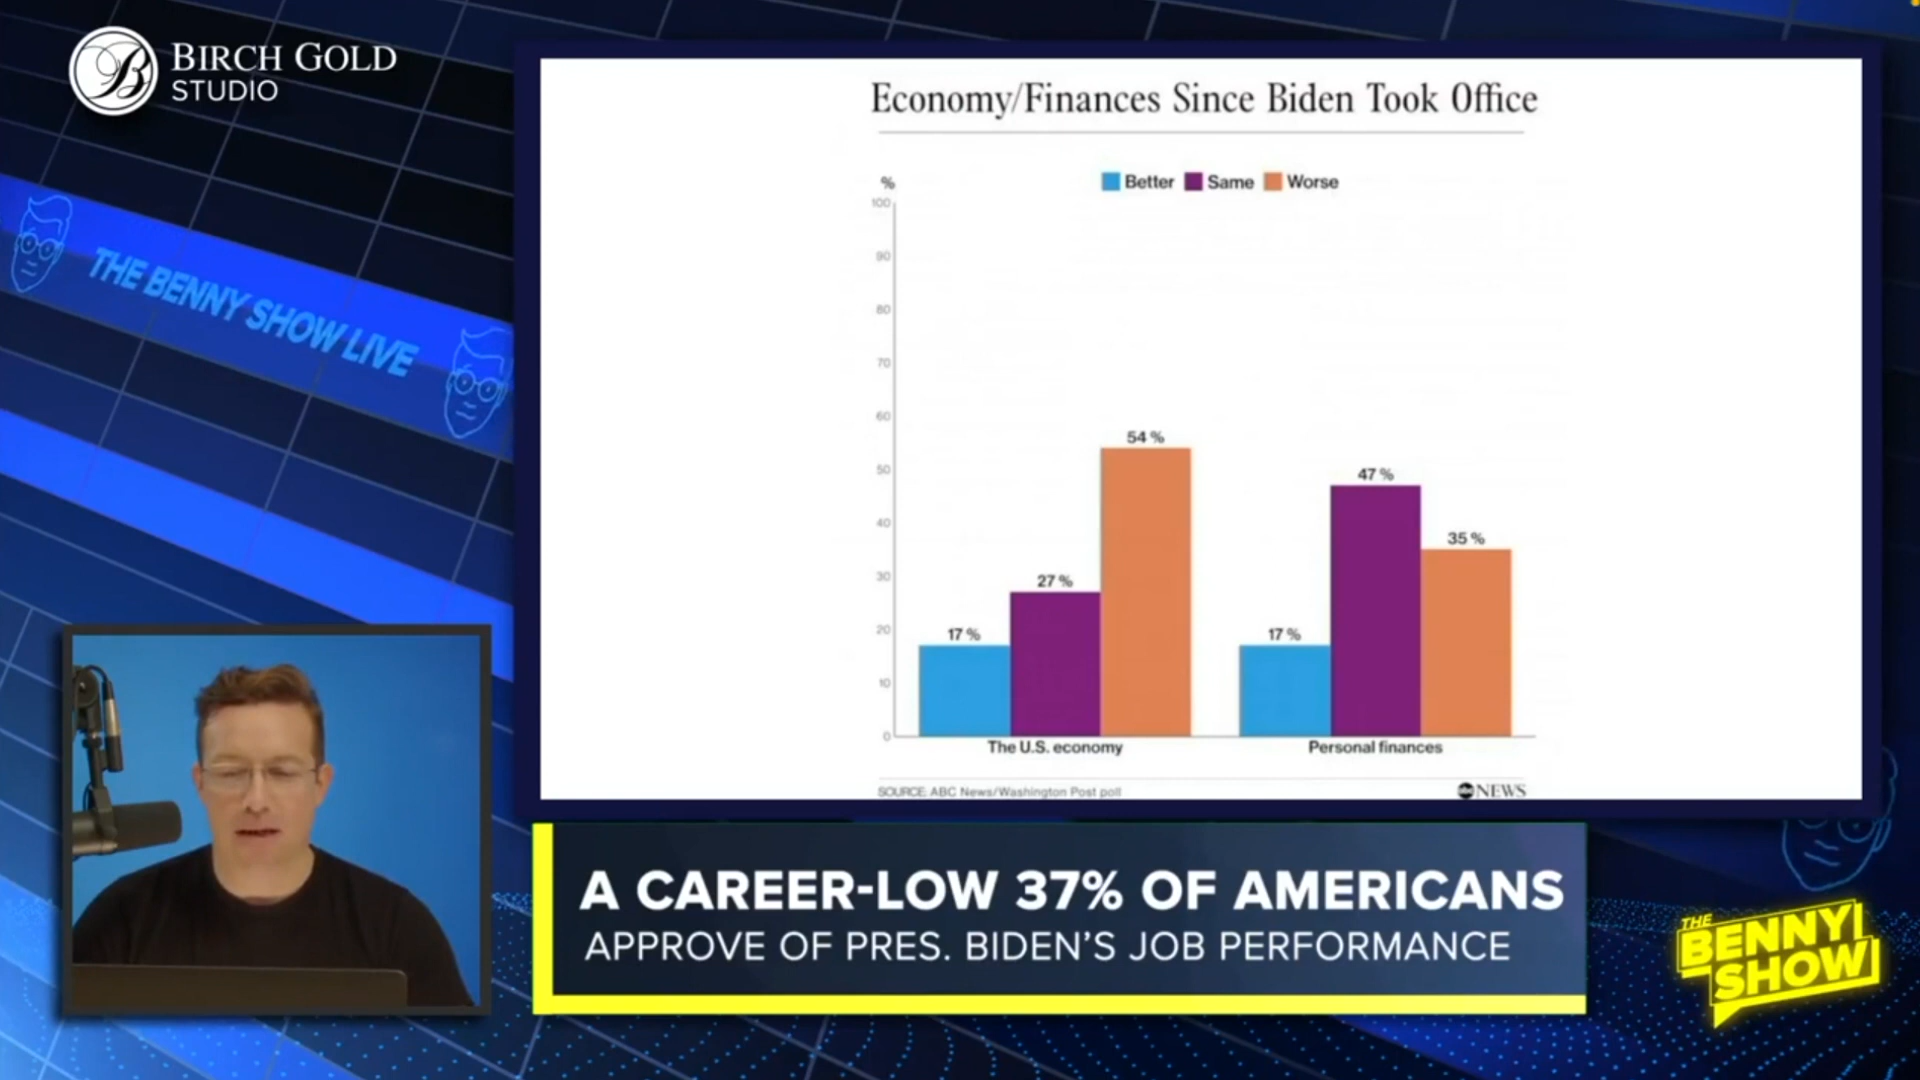 BIRCH GOLD
STUDIO
THE BENNY SHOW LIVE
Economy/Finances Since Biden Took Office
Better Same Worse
%
100
90
80
70
60
50
40
30
20
10
0
17 %
27 %
54 %
17 %
47 %
35 %
The U.S. economy
Personal finances
SOURCE: ABC News/Washington Post poll
abc NEWS
A CAREER-LOW 37% OF AMERICANS
APPROVE OF PRES. BIDEN'S JOB PERFORMANCE
THE
BENNY
SHOW